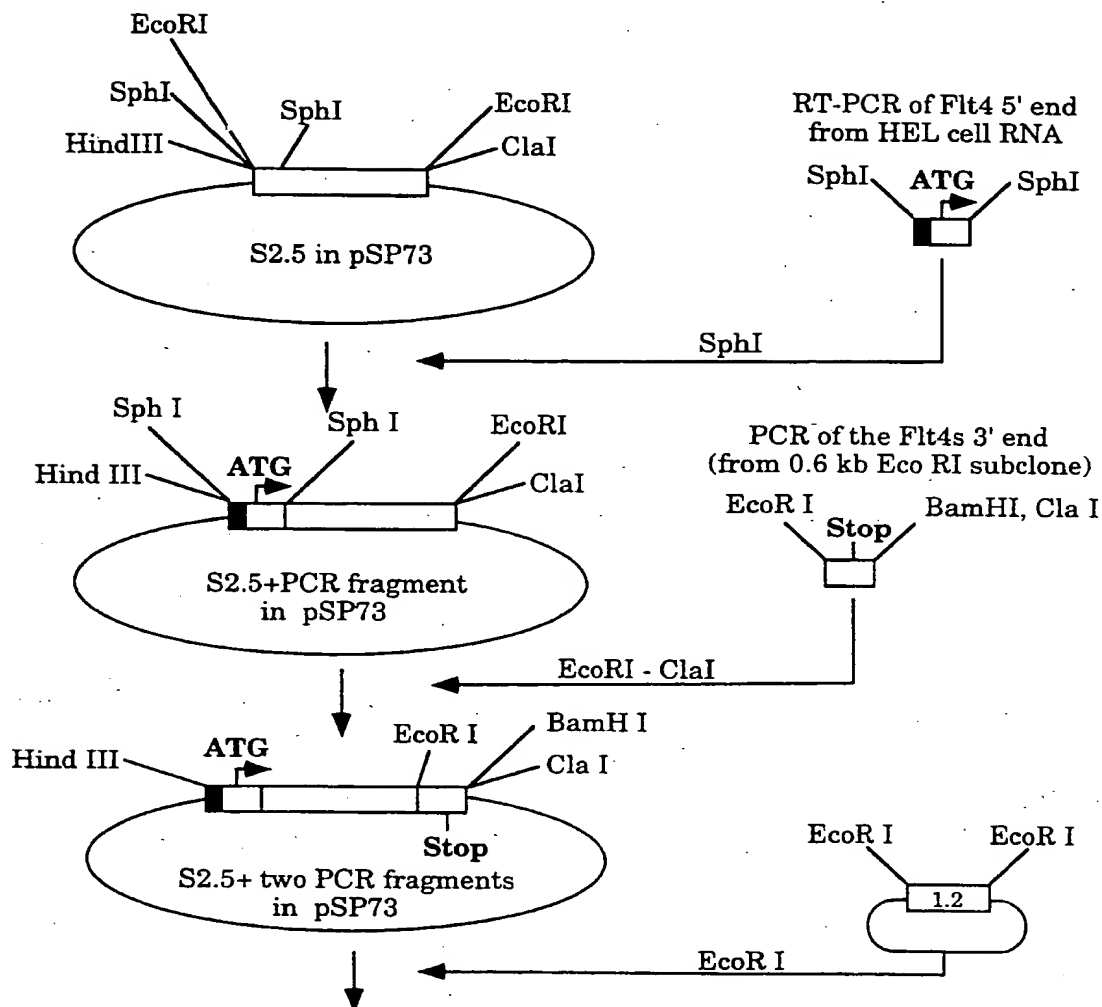 EcoRI
SphI
SphI
EcoRI
HindIII
ClaI
S2.5 in pSP73
RT-PCR of Flt4 5' end
from HEL cell RNA
SphI
ATG
SphI
SphI
Sph I
Sph I
EcoRI
ATG
Hind III
ClaI
S2.5+PCR fragment
in pSP73
PCR of the Flt4s 3' end
(from 0.6 kb Eco RI subclone)
EcoR I
BamHI, Cla I
Stop
EcoRI - ClaI
BamH I
EcoR I
ATG
Hind III
Cla I
Stop
S2.5+ two PCR fragments
in pSP73
EcoR I
EcoR I
1.2
EcoR I